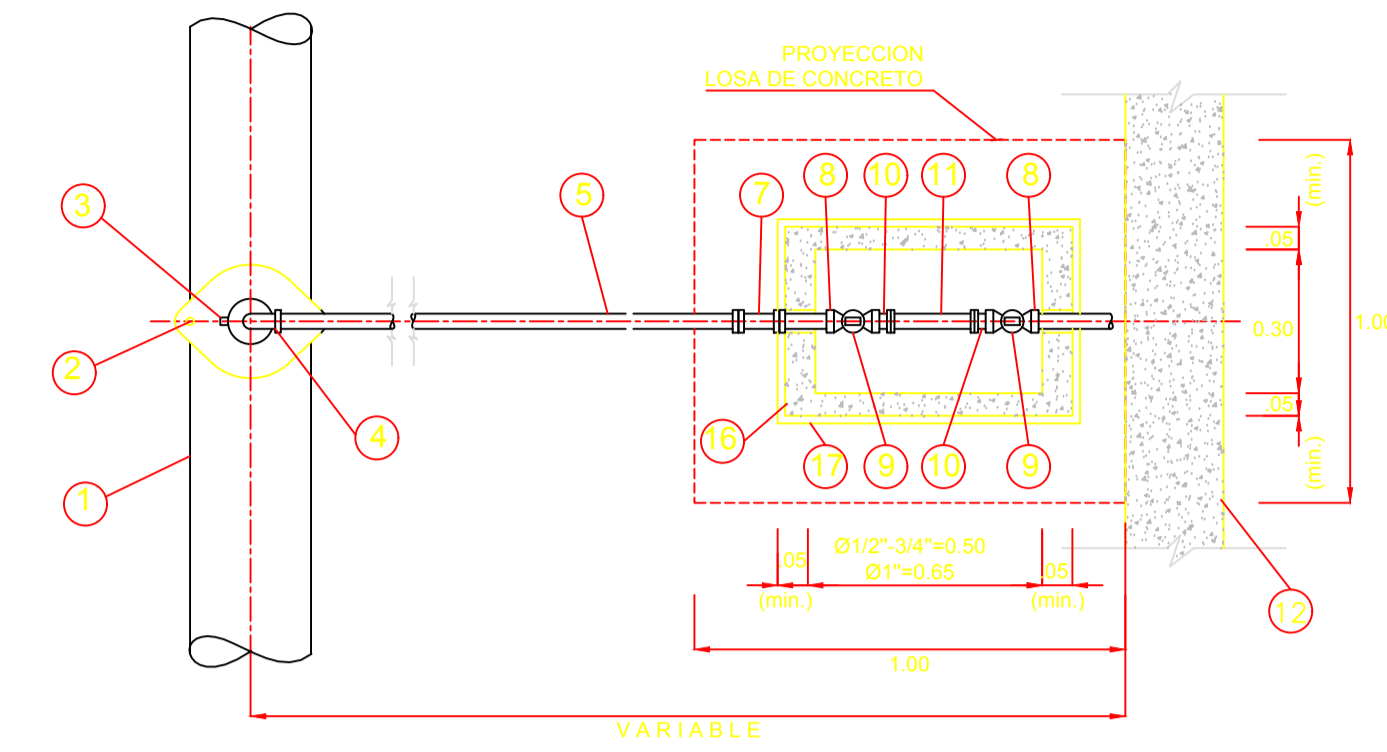 PROYECCION
LOSA DE CONCRETO
3
5
7
8
10
11
8
(min.)
.05
0.30
1.00
.05
(min.)
2
4
1
16
17
9
10
9
12
.05
Ø1/2"-3/4"=0.50
Ø1"=0.65
.05
(min.)
(min.)
1.00
VARIABLE